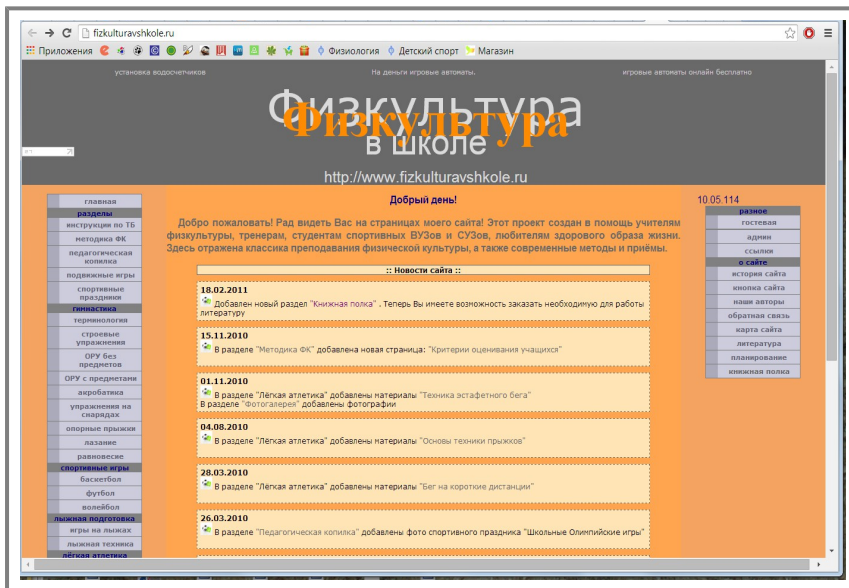 fizkulturavshkole.ru
Приложения
Физиология
Детский спорт
Магазин
установка водосчетчиков
На деньги игровые автоматы.
игровые автоматы онлайн бесплатно
Физкультура
Физкультура
в школе
http://www.fizkulturavshkole.ru
главная
разделы
инструкции по ТБ
методика ФК
педагогическая
копилка
подвижные игры
спортивные
праздники
гимнастика
терминология
строевые
упражнения
ОРУ без
предметов
ОРУ с предметами
акробатика
упражнения на
снарядах
опорные прыжки
лазание
равновесие
спортивные игры
баскетбол
футбол
волейбол
лыжная подготовка
игры на лыжах
лыжная техника
лёгкая атлетика
Добрый день!
Добро пожаловать! Рад видеть Вас на страницах моего сайта! Этот проект создан в помощь учителям
физкультуры, тренерам, студентам спортивных ВУЗов и СУЗов, любителям здорового образа жизни.
Здесь отражена классика преподавания физической культуры, а также современные методы и приёмы.
:: Новости сайта ::
18.02.2011
Добавлен новый раздел "Книжная полка" . Теперь Вы имеете возможность заказать необходимую для работы
литературу
15.11.2010
В разделе "Методика ФК" добавлена новая страница: "Критерии оценивания учащихся"
01.11.2010
В разделе "Лёгкая атлетика" добавлены материалы "Техника эстафетного бега"
В разделе "Фотогалерея" добавлены фотографии
04.08.2010
В разделе "Лёгкая атлетика" добавлены материалы "Основы техники прыжков"
28.03.2010
В разделе "Лёгкая атлетика" добавлены материалы "Бег на короткие дистанции"
26.03.2010
В разделе "Педагогическая копилка" добавлены фото спортивного праздника "Школьные Олимпийские игры"
10.05.114
разное
гостевая
админ
ссылки
о сайте
история сайта
кнопка сайта
наши авторы
обратная связь
карта сайта
литература
планирование
книжная полка